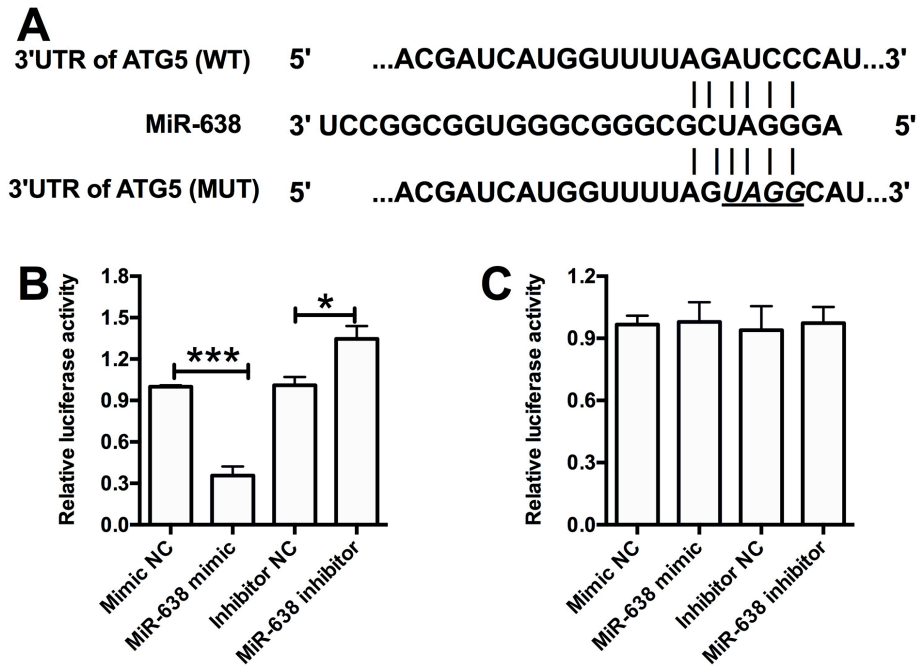 A
3'UTR of ATG5 (WT) 5' ...ACGAUCAUGGUUUUAGAUCCCAU...3'
MiR-638 3' UCCGGCGGUGGGCGGGCGCUAGGGA 5'
3'UTR of ATG5 (MUT) 5' ...ACGAUCAUGGUUUUAGUAGGCAU...3'
B
Relative luciferase activity
1.8
1.5
1.2
0.9
0.6
0.3
0.0
***
*
Mimic NC
MiR-638 mimic
Inhibitor NC
MiR-638 inhibitor
C
Relative luciferase activity
1.2
0.9
0.6
0.3
0.0
Mimic NC
MiR-638 mimic
Inhibitor NC
MiR-638 inhibitor